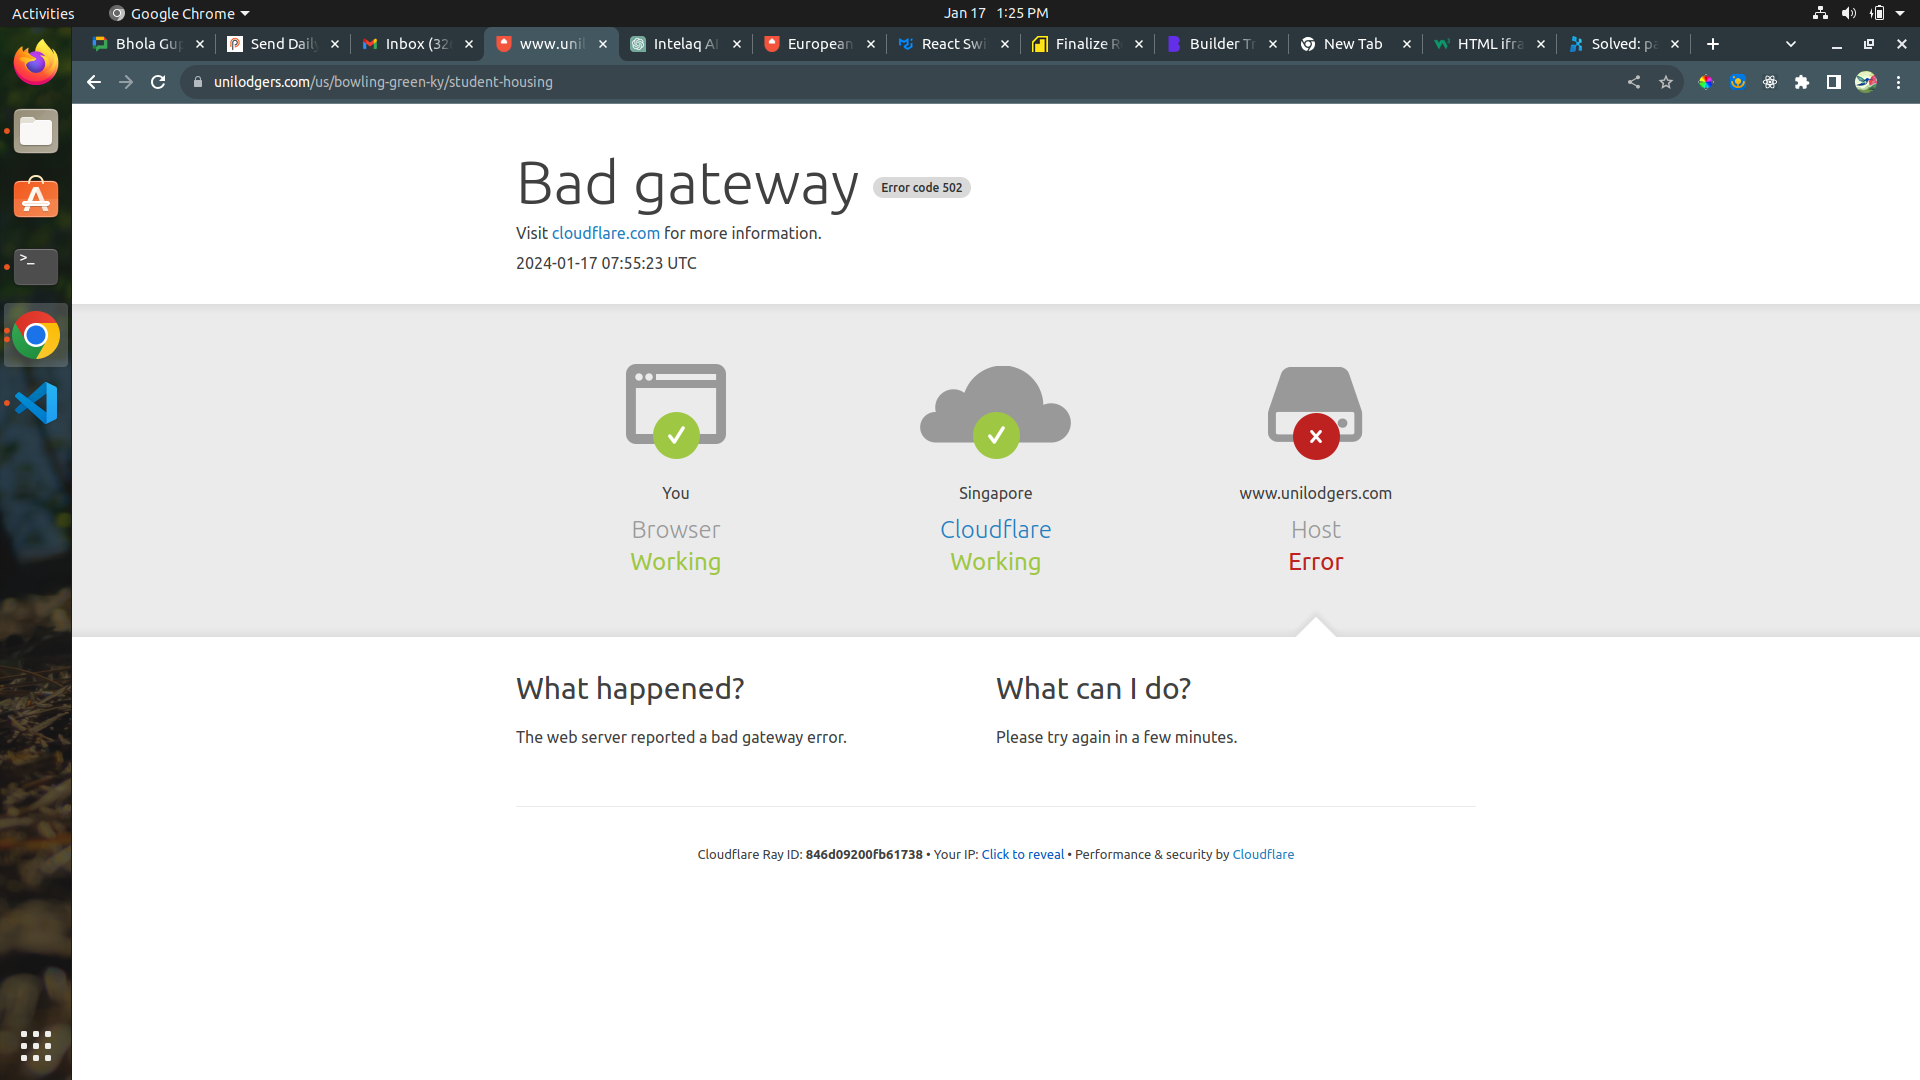 Activities
Google Chrome
Jan 17 1:25 PM
Bhola Gup
Send Daily
Inbox (32
www.unil
Intelaq AI
European
React Swi
Finalize R
Builder Tr
New Tab
HTML ifra
Solved: pa
unilodgers.com/us/bowling-green-ky/student-housing
Bad gateway Error code 502
Visit cloudflare.com for more information.
2024-01-17 07:55:23 UTC
You
Browser
Working
Singapore
Cloudflare
Working
www.unilodgers.com
Host
Error
What happened?
The web server reported a bad gateway error.
What can I do?
Please try again in a few minutes.
Cloudflare Ray ID: 846d09200fb61738 • Your IP: Click to reveal • Performance & security by Cloudflare